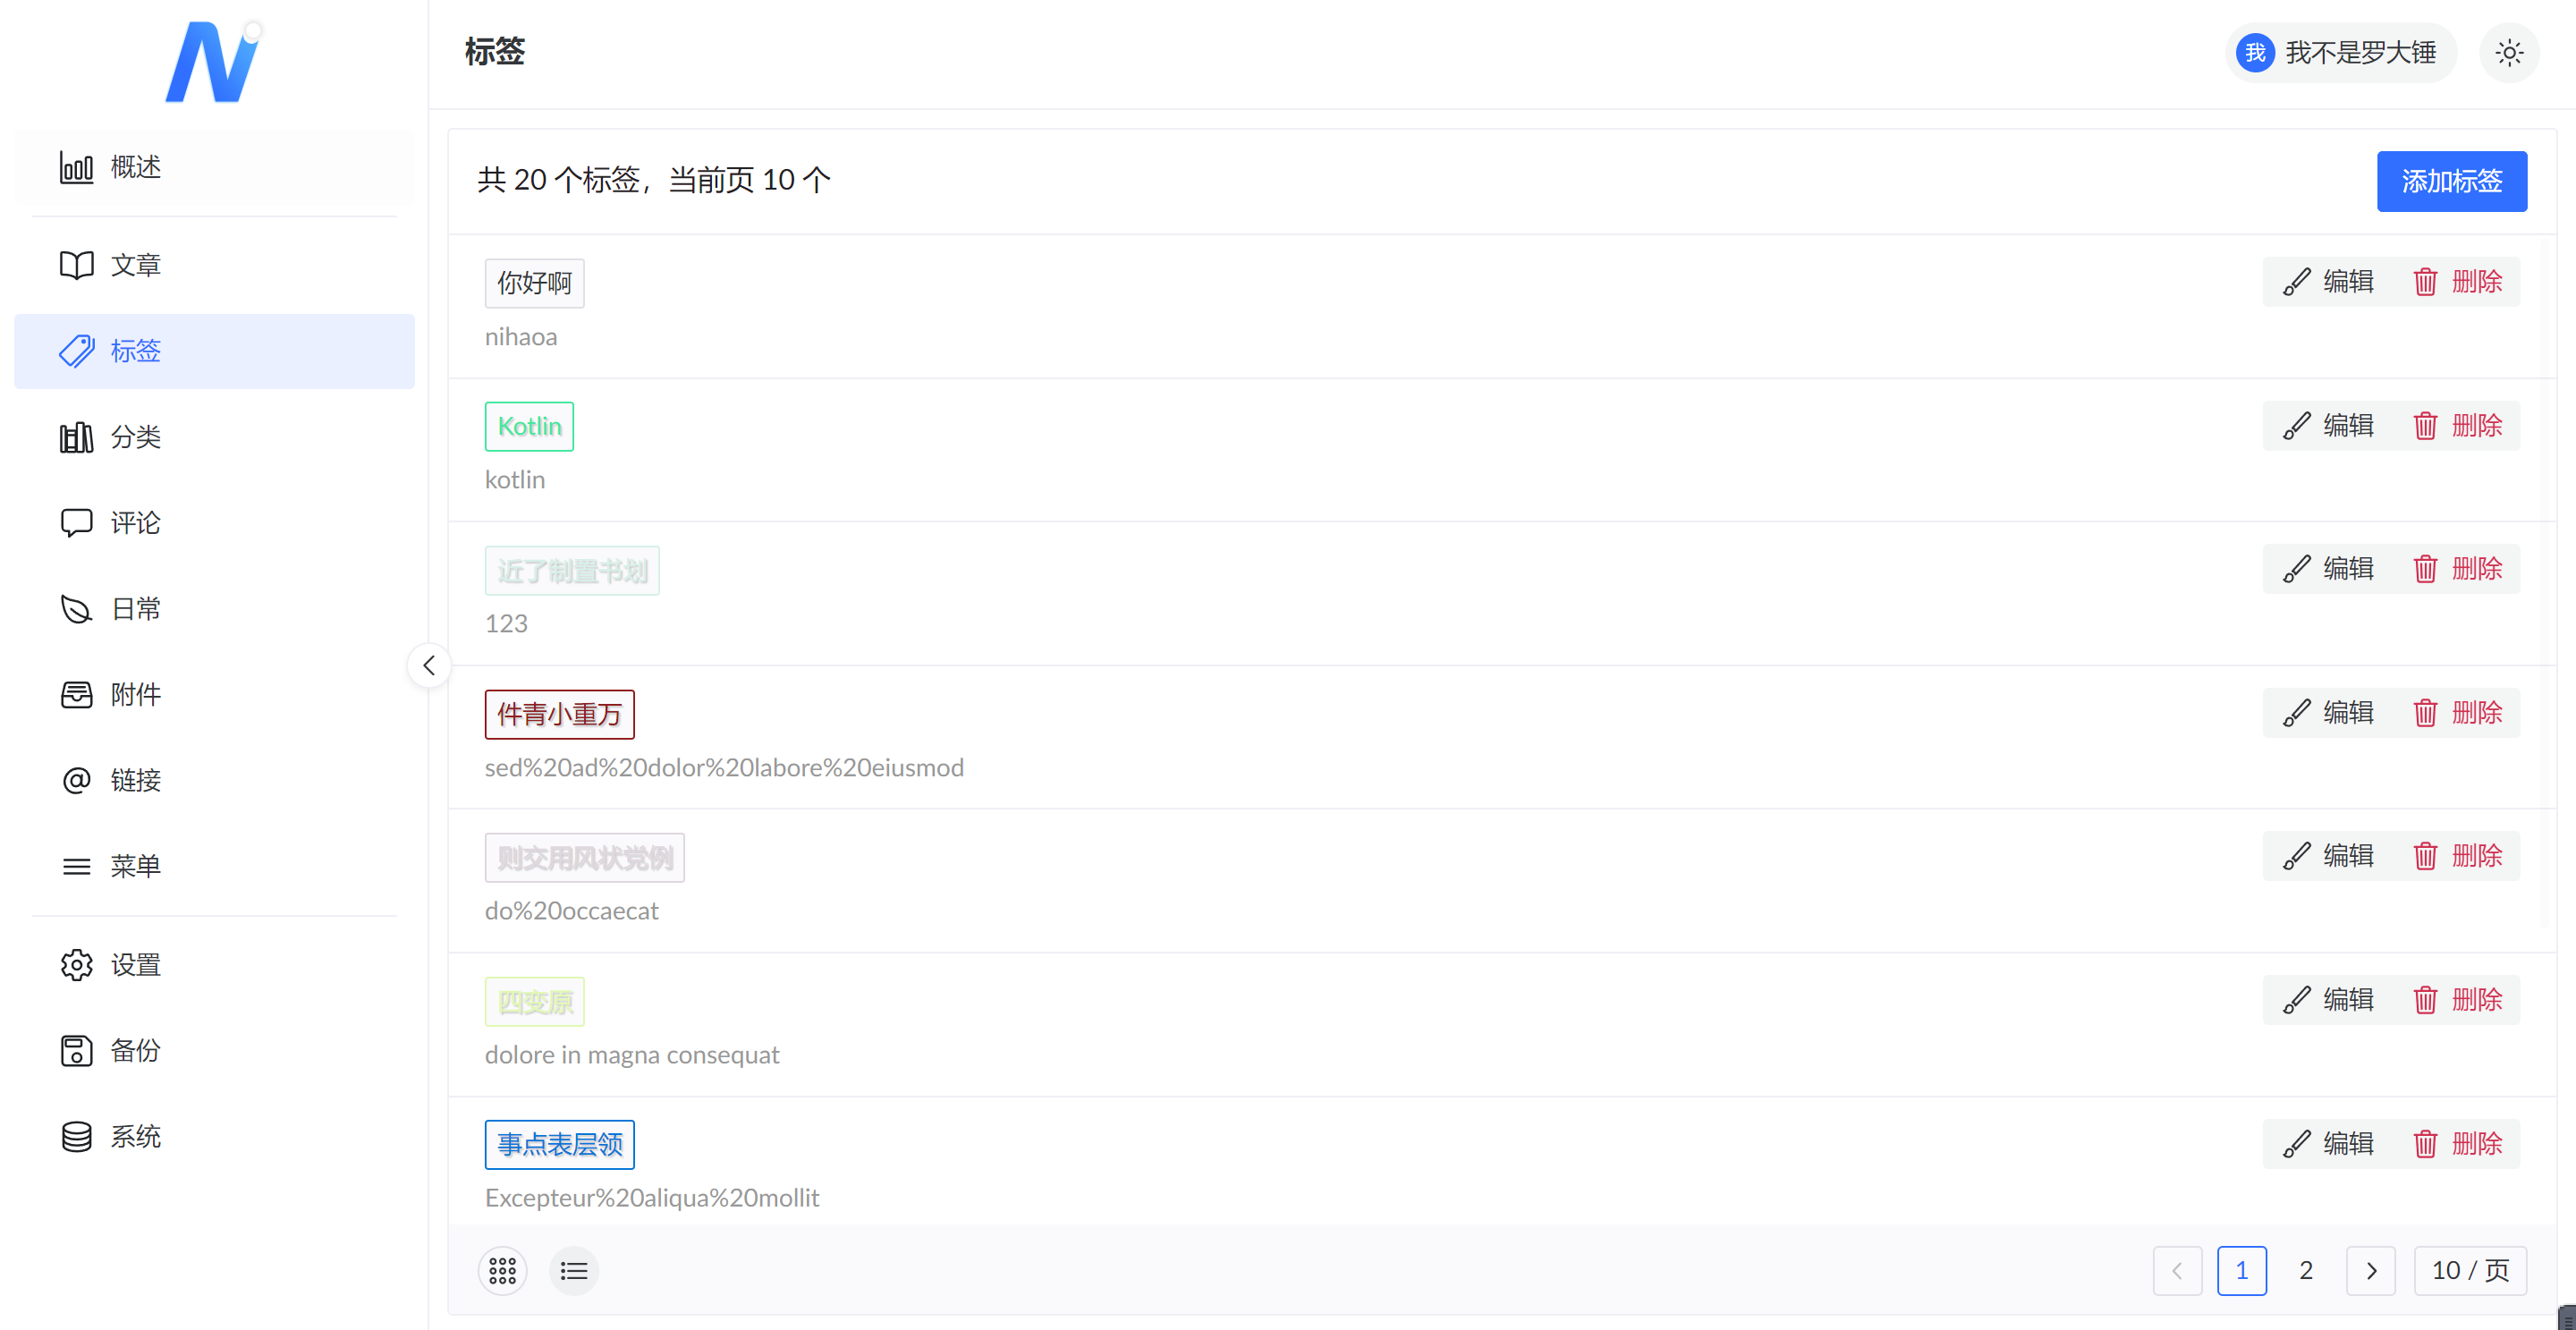 标签
我 我不是罗大锤
概述
文章
标签
分类
评论
日常
附件
链接
菜单
设置
备份
系统
共 20 个标签，当前页 10 个
添加标签
你好啊
编辑 删除
nihaoa
Kotlin
编辑 删除
kotlin
近了制置书划
编辑 删除
123
件青小重万
编辑 删除
sed%20ad%20dolor%20labore%20eiusmod
则交用风状党例
编辑 删除
do%20occaecat
四变原
编辑 删除
dolore in magna consequat
事点表层领
编辑 删除
Excepteur%20aliqua%20mollit
1 2 10 / 页